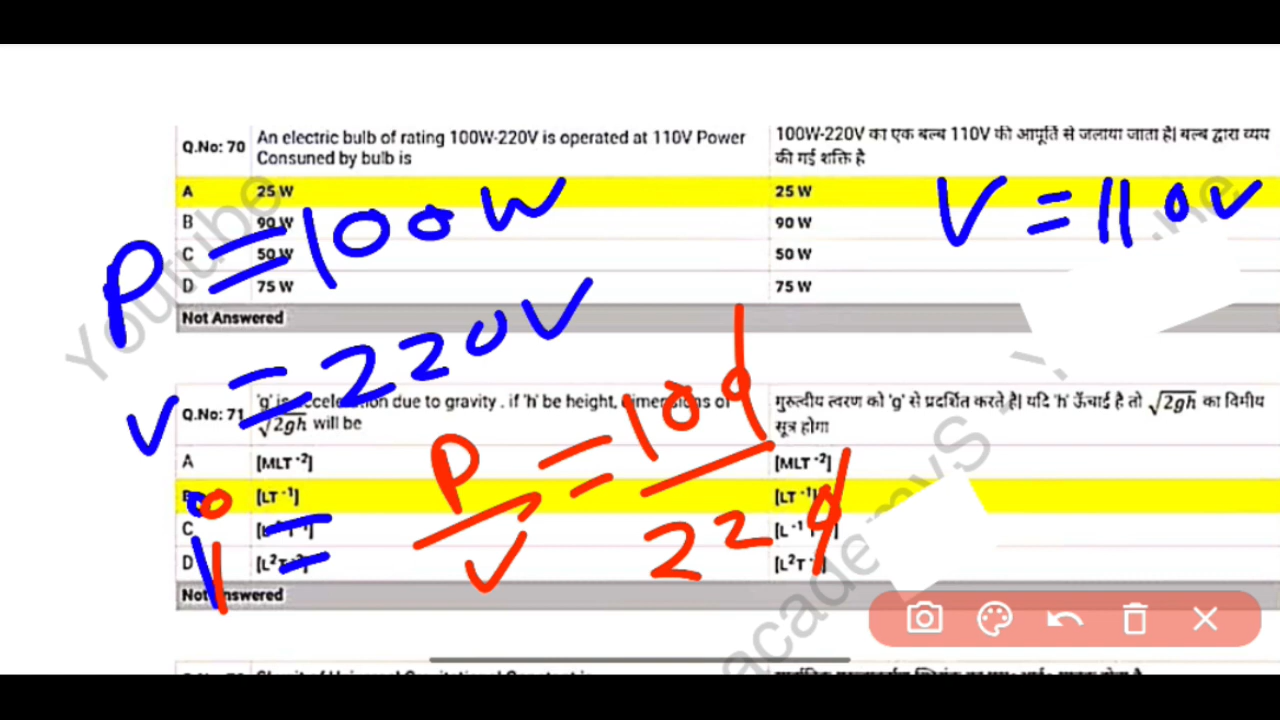 Q.No: 70 An electric bulb of rating 100W-220V is operated at 110V Power Consuned by bulb is
100W-220V का एक बल्ब 110V की आपूर्ति से जलाया जाता है| बल्ब द्वारा व्यय की गई शक्ति है
A 25 W 25 W
B 90 W 90 W
C 50 W 50 W
D 75 W 75 W
Not Answered
P = 100 W
V = 220V
V = 110V
Q.No: 71 'g' is due to gravity . if 'h' be height, dimensions of √2gh will be
गुरुत्वीय त्वरण को 'g' से प्रदर्शित करते है| यदि 'h' ऊँचाई है तो √2gh का विमीय सूत्र होगा
A [MLT⁻²] [MLT⁻²]
[LT⁻¹] [LT⁻¹]
C
D
Not Answered
i = P/V = 100/220
Youtube